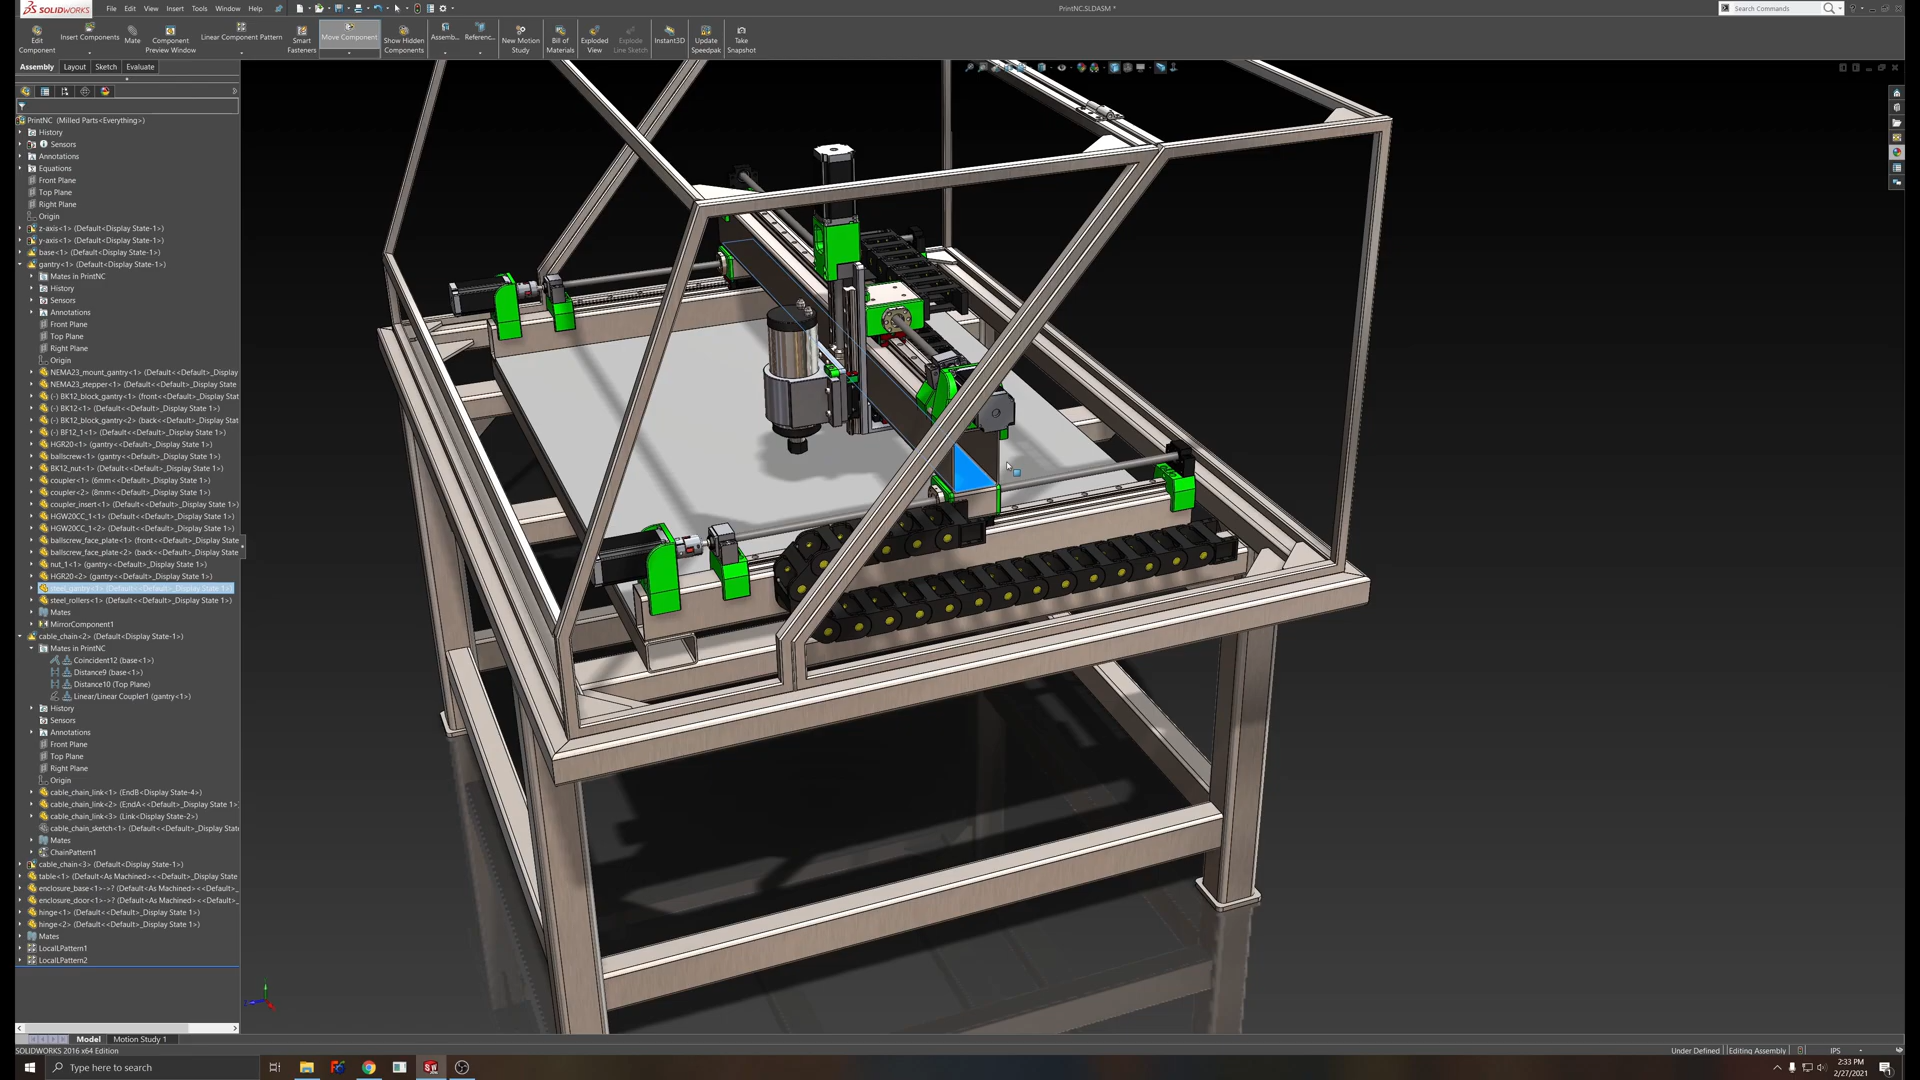 SOLIDWORKS
File Edit View Insert Tools Window Help
PrintNC.SLDASM *
Search Commands
Edit Component
Insert Components
Mate
Component Preview Window
Linear Component Pattern
Smart Fasteners
Move Component
Show Hidden Components
Assemb...
Referenc...
New Motion Study
Bill of Materials
Exploded View
Explode Line Sketch
Instant3D
Update Speedpak
Take Snapshot
Assembly Layout Sketch Evaluate
PrintNC (Milled Parts<Everything>)
History
Sensors
Annotations
Equations
Front Plane
Top Plane
Right Plane
Origin
z-axis<1> (Default<Display State-1>)
y-axis<1> (Default<Display State-1>)
base<1> (Default<Display State-1>)
gantry<1> (Default<Display State-1>)
Mates in PrintNC
History
Sensors
Annotations
Front Plane
Top Plane
Right Plane
Origin
NEMA23_mount_gantry<1> (Default<<Default>_Display
NEMA23_stepper<1> (Default<<Default>_Display State
(-) BK12_block_gantry<1> (front<<Default>_Display
(-) BK12<1> (Default<<Default>_Display State 1>)
(-) BK12_block_gantry<2> (back<<Default>_Display
(-) BF12_1<1> (Default<<Default>_Display State 1>)
HGR20<1> (gantry<<Default>_Display State 1>)
ballscrew<1> (gantry<<Default>_Display State 1>)
BK12_nut<1> (Default<<Default>_Display State 1>)
coupler<1> (6mm<<Default>_Display State 1>)
coupler<2> (8mm<<Default>_Display State 1>)
coupler_insert<1> (Default<<Default>_Display State 1>)
HGW20CC_1<1> (Default<<Default>_Display State 1>)
HGW20CC_1<2> (Default<<Default>_Display State 1>)
ballscrew_face_plate<1> (front<<Default>_Display State
ballscrew_face_plate<2> (back<<Default>_Display State
nut_1<1> (Default<<Default>_Display State 1>)
HGR20<2> (gantry<<Default>_Display State 1>)
steel_gantry<1> (Default<<Default>_Display State 1>)
steel_rollers<1> (Default<<Default>_Display State 1>)
Mates
MirrorComponent1
cable_chain<2> (Default<Display State-1>)
Mates in PrintNC
Coincident12 (base<1>)
Distance9 (base<1>)
Distance10 (Top Plane)
Linear/Linear Coupler1 (gantry<1>)
History
Sensors
Annotations
Front Plane
Top Plane
Right Plane
Origin
cable_chain_link<1> (EndB<Display State-4>)
cable_chain_link<2> (EndA<<Default>_Display State 1>)
cable_chain_link<3> (Link<Display State-2>)
cable_chain_sketch<1> (Default<<Default>_Display State
Mates
ChainPattern1
cable_chain<3> (Default<Display State-1>)
table<1> (Default<As Machined><<Default>_Display State
enclosure_base<1>->? (Default<As Machined><<Default>_
enclosure_door<1>->? (Default<As Machined><<Default>_
hinge<1> (Default<<Default>_Display State 1>)
hinge<2> (Default<<Default>_Display State 1>)
Mates
LocalLPattern1
LocalLPattern2
Model Motion Study 1
SOLIDWORKS 2016 x64 Edition
Under Defined Editing Assembly IPS
Type here to search
2:33 PM
2/27/2021